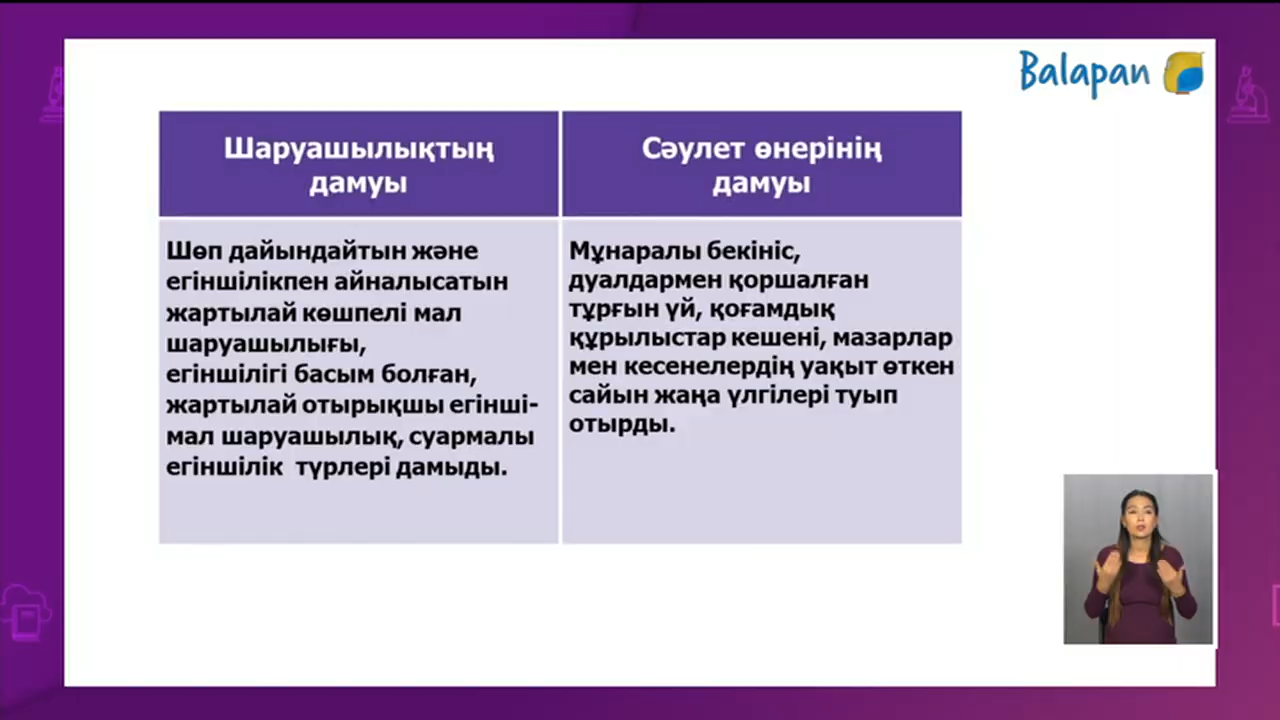 Balapan
Шаруашылықтың
дамуы
Сәулет өнерінің
дамуы
Шөп дайындайтын және
егіншілікпен айналысатын
жартылай көшпелі мал
шаруашылығы,
егіншілігі басым болған,
жартылай отырықшы егінші-
мал шаруашылық, суармалы
егіншілік түрлері дамыды.
Мұнаралы бекініс,
дуалдармен қоршалған
тұрғын үй, қоғамдық
құрылыстар кешені, мазарлар
мен кесенелердің уақыт өткен
сайын жаңа үлгілері туып
отырды.